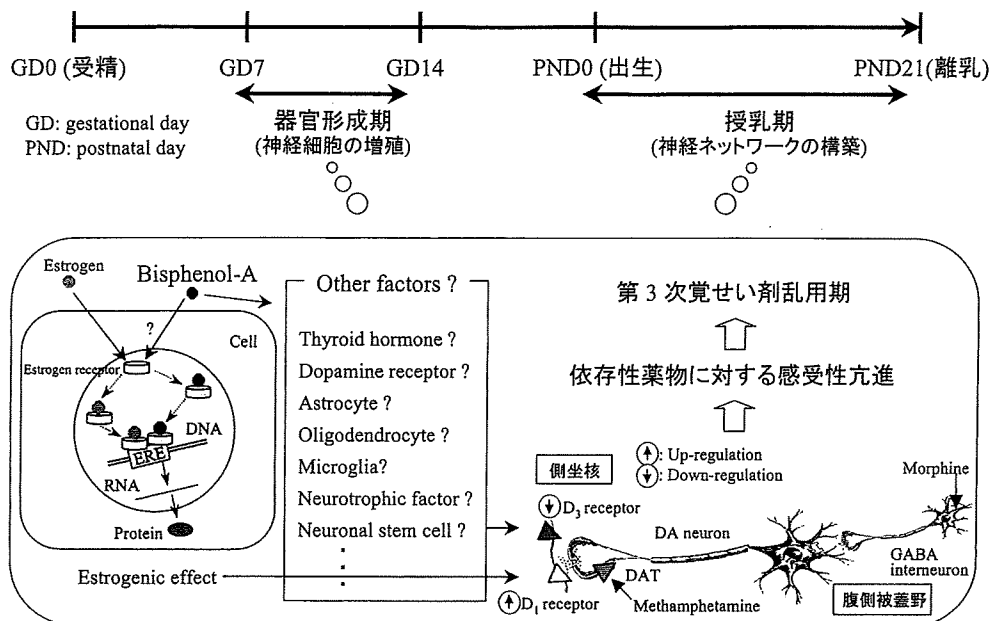 GD0 (受精)
GD7
GD14
PND0 (出生)
PND21(離乳)
GD: gestational day
PND: postnatal day
器官形成期
(神経細胞の増殖)
授乳期
(神経ネットワークの構築)
Estrogen
Bisphenol-A
?
Cell
Estrogen receptor
DNA
ERE
RNA
Protein
Estrogenic effect
Other factors ?
Thyroid hormone ?
Dopamine receptor ?
Astrocyte ?
Oligodendrocyte ?
Microglia?
Neurotrophic factor ?
Neuronal stem cell ?
第3次覚せい剤乱用期
依存性薬物に対する感受性亢進
側坐核
: Up-regulation
: Down-regulation
Morphine
D3 receptor
DA neuron
DAT
GABA
interneuron
D1 receptor
Methamphetamine
腹側被蓋野